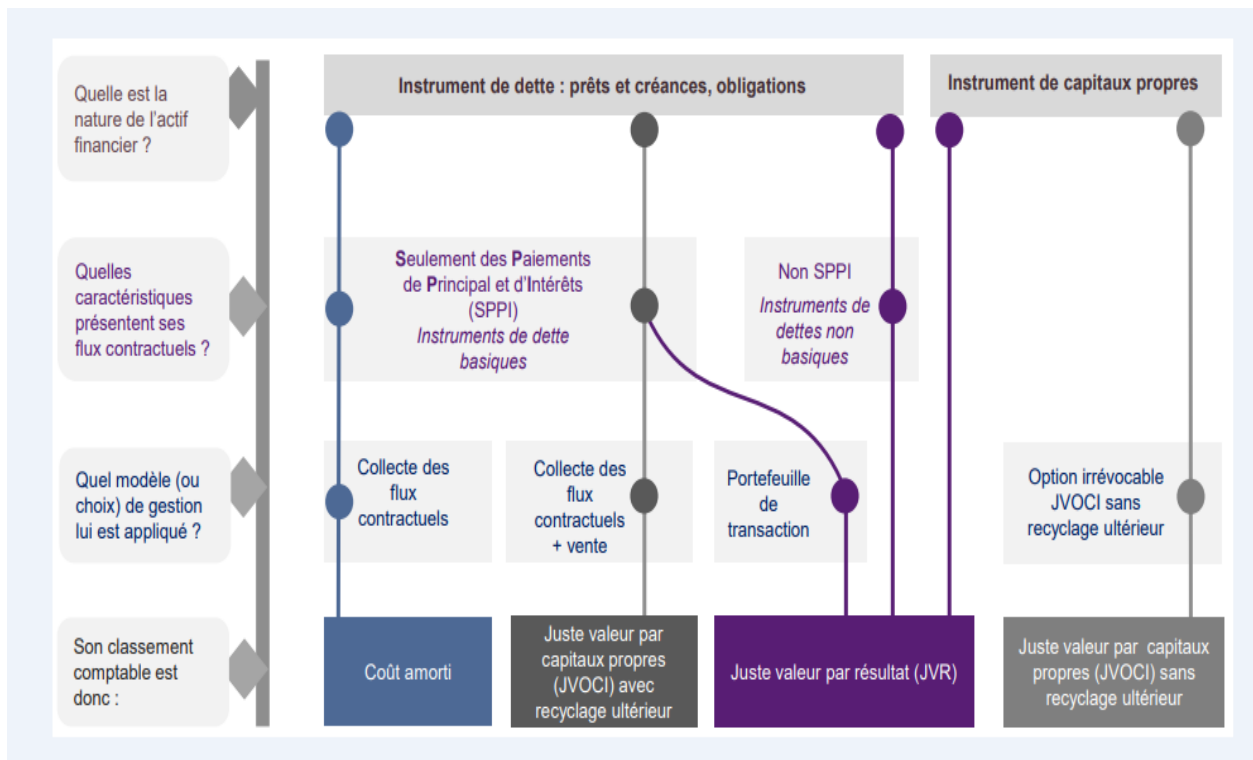 Quelle est la
nature de l'actif
financier ?
Instrument de dette : prêts et créances, obligations
Instrument de capitaux propres
Quelles
caractéristiques
présentent ses
flux contractuels ?
Seulement des Paiements
de Principal et d'Intérêts
(SPPI)
Instruments de dette
basiques
Non SPPI
Instruments de
dettes non
basiques
Quel modèle (ou
choix) de gestion
lui est appliqué ?
Collecte des
flux
contractuels
Collecte des
flux
contractuels
+ vente
Portefeuille
de
transaction
Option irrévocable
JVOCI sans
recyclage ultérieur
Son classement
comptable est
donc :
Coût amorti
Juste valeur par
capitaux propres
(JVOCI) avec
recyclage ultérieur
Juste valeur par résultat (JVR)
Juste valeur par capitaux
propres (JVOCI) sans
recyclage ultérieur